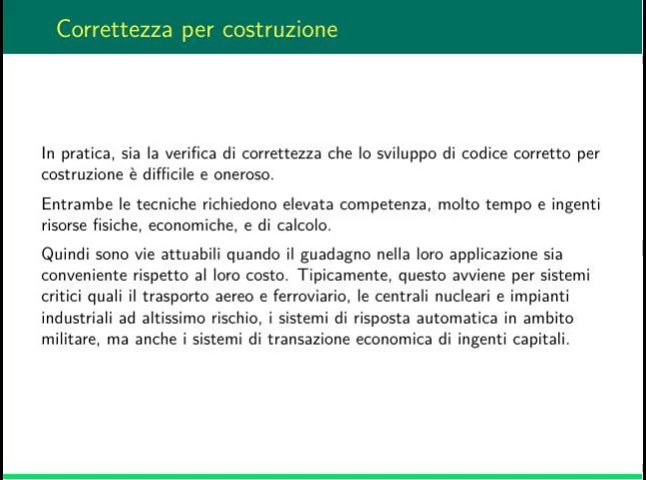 Correttezza per costruzione
In pratica, sia la verifica di correttezza che lo sviluppo di codice corretto per
costruzione è difficile e oneroso.
Entrambe le tecniche richiedono elevata competenza, molto tempo e ingenti
risorse fisiche, economiche, e di calcolo.
Quindi sono vie attuabili quando il guadagno nella loro applicazione sia
conveniente rispetto al loro costo. Tipicamente, questo avviene per sistemi
critici quali il trasporto aereo e ferroviario, le centrali nucleari e impianti
industriali ad altissimo rischio, i sistemi di risposta automatica in ambito
militare, ma anche i sistemi di transazione economica di ingenti capitali.